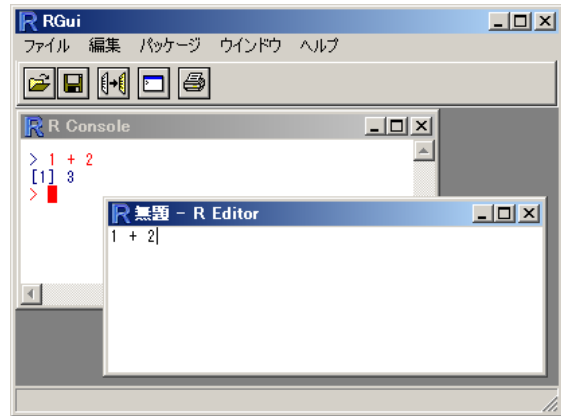 RGui
ファイル 編集 パッケージ ウインドウ ヘルプ
R Console
> 1 + 2
[1] 3
>
無題 - R Editor
1 + 2